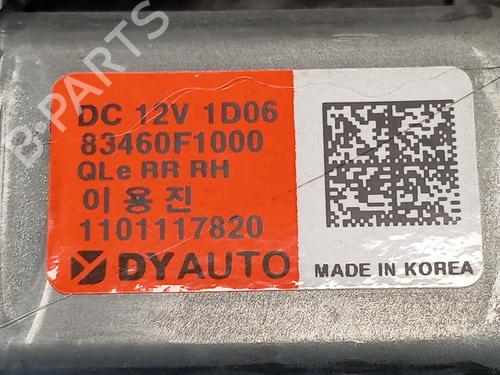 B-PARTS
DC 12V 1D06
83460F1000
QLe RR RH
이용진
1101117820
DYAUTO
MADE IN KOREA